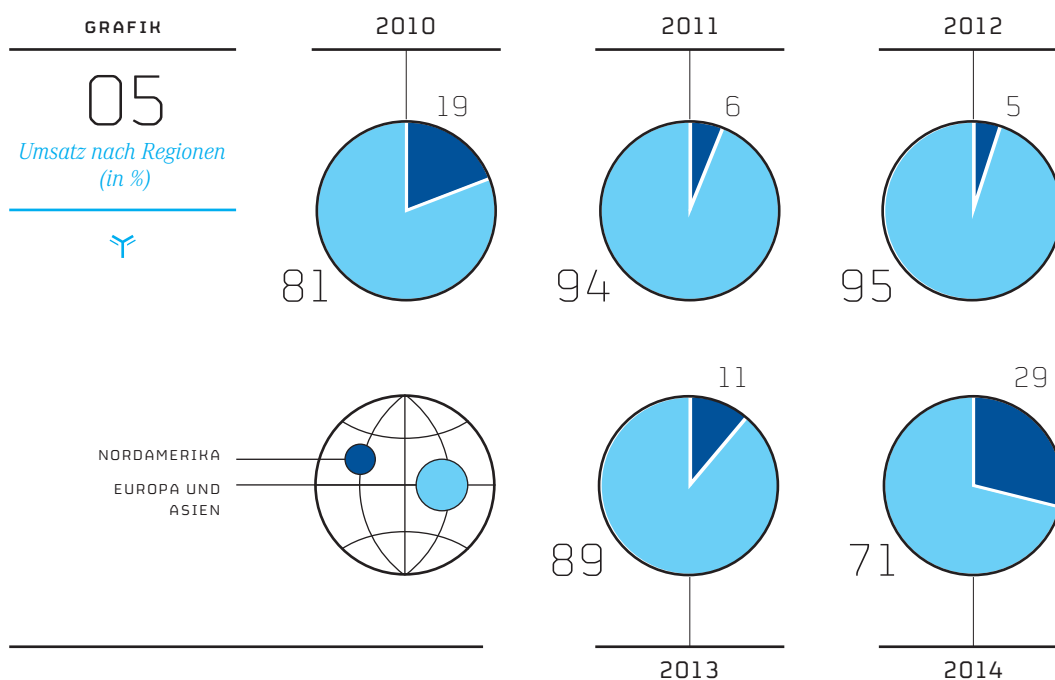 GRAFIK
05
Umsatz nach Regionen
(in %)
2010
19
81
2011
6
94
2012
5
95
NORDAMERIKA
EUROPA UND
ASIEN
11
89
2013
29
71
2014